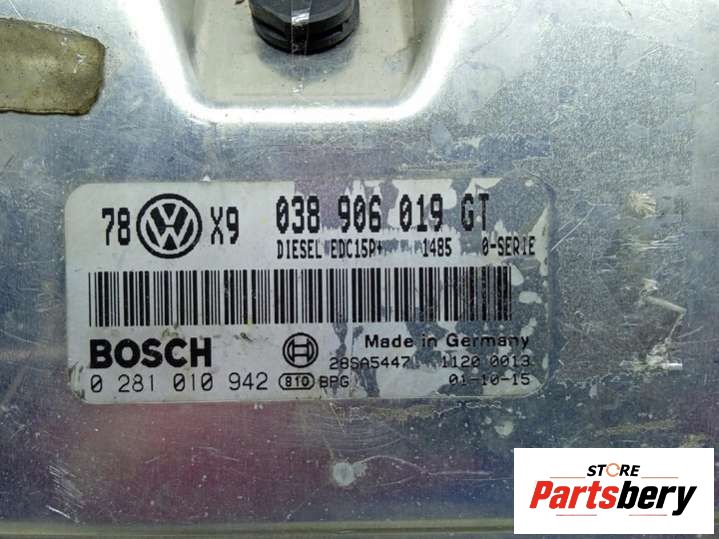 78 VW X9 038 906 019 GT
DIESEL EDC15P+ 1485 0-SERIE
BOSCH
Made in Germany
28SA5447 1120 0013
0 281 010 942 810 BPG 01-10-15
STORE
Partsbery